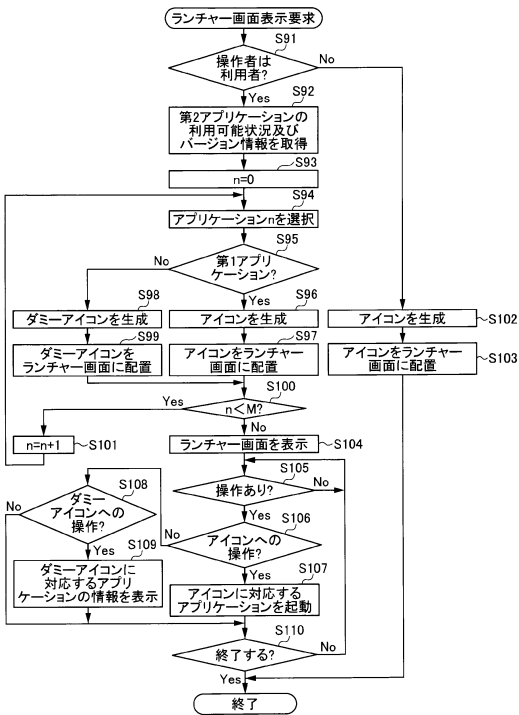 ランチャー画面表示要求
S91
操作者は
利用者?
No
Yes
S92
第2アプリケーションの
利用可能状況及び
バージョン情報を取得
S93
n=0
S94
アプリケーションnを選択
S95
第1アプリ
ケーション?
No
Yes
S98
ダミーアイコンを生成
S96
アイコンを生成
アイコンを生成
S102
S99
ダミーアイコンを
ランチャー画面に配置
S97
アイコンをランチャー
画面に配置
アイコンをランチャー
画面に配置
S103
S100
n<M?
Yes
No
n=n+1
S101
ランチャー画面を表示
S104
S105
操作あり?
No
Yes
S108
ダミー
アイコンへの
操作?
No
Yes
S106
アイコンへの
操作?
No
Yes
S109
ダミーアイコンに
対応するアプリ
ケーションの情報を表示
S107
アイコンに対応する
アプリケーションを起動
S110
終了する?
No
Yes
終了